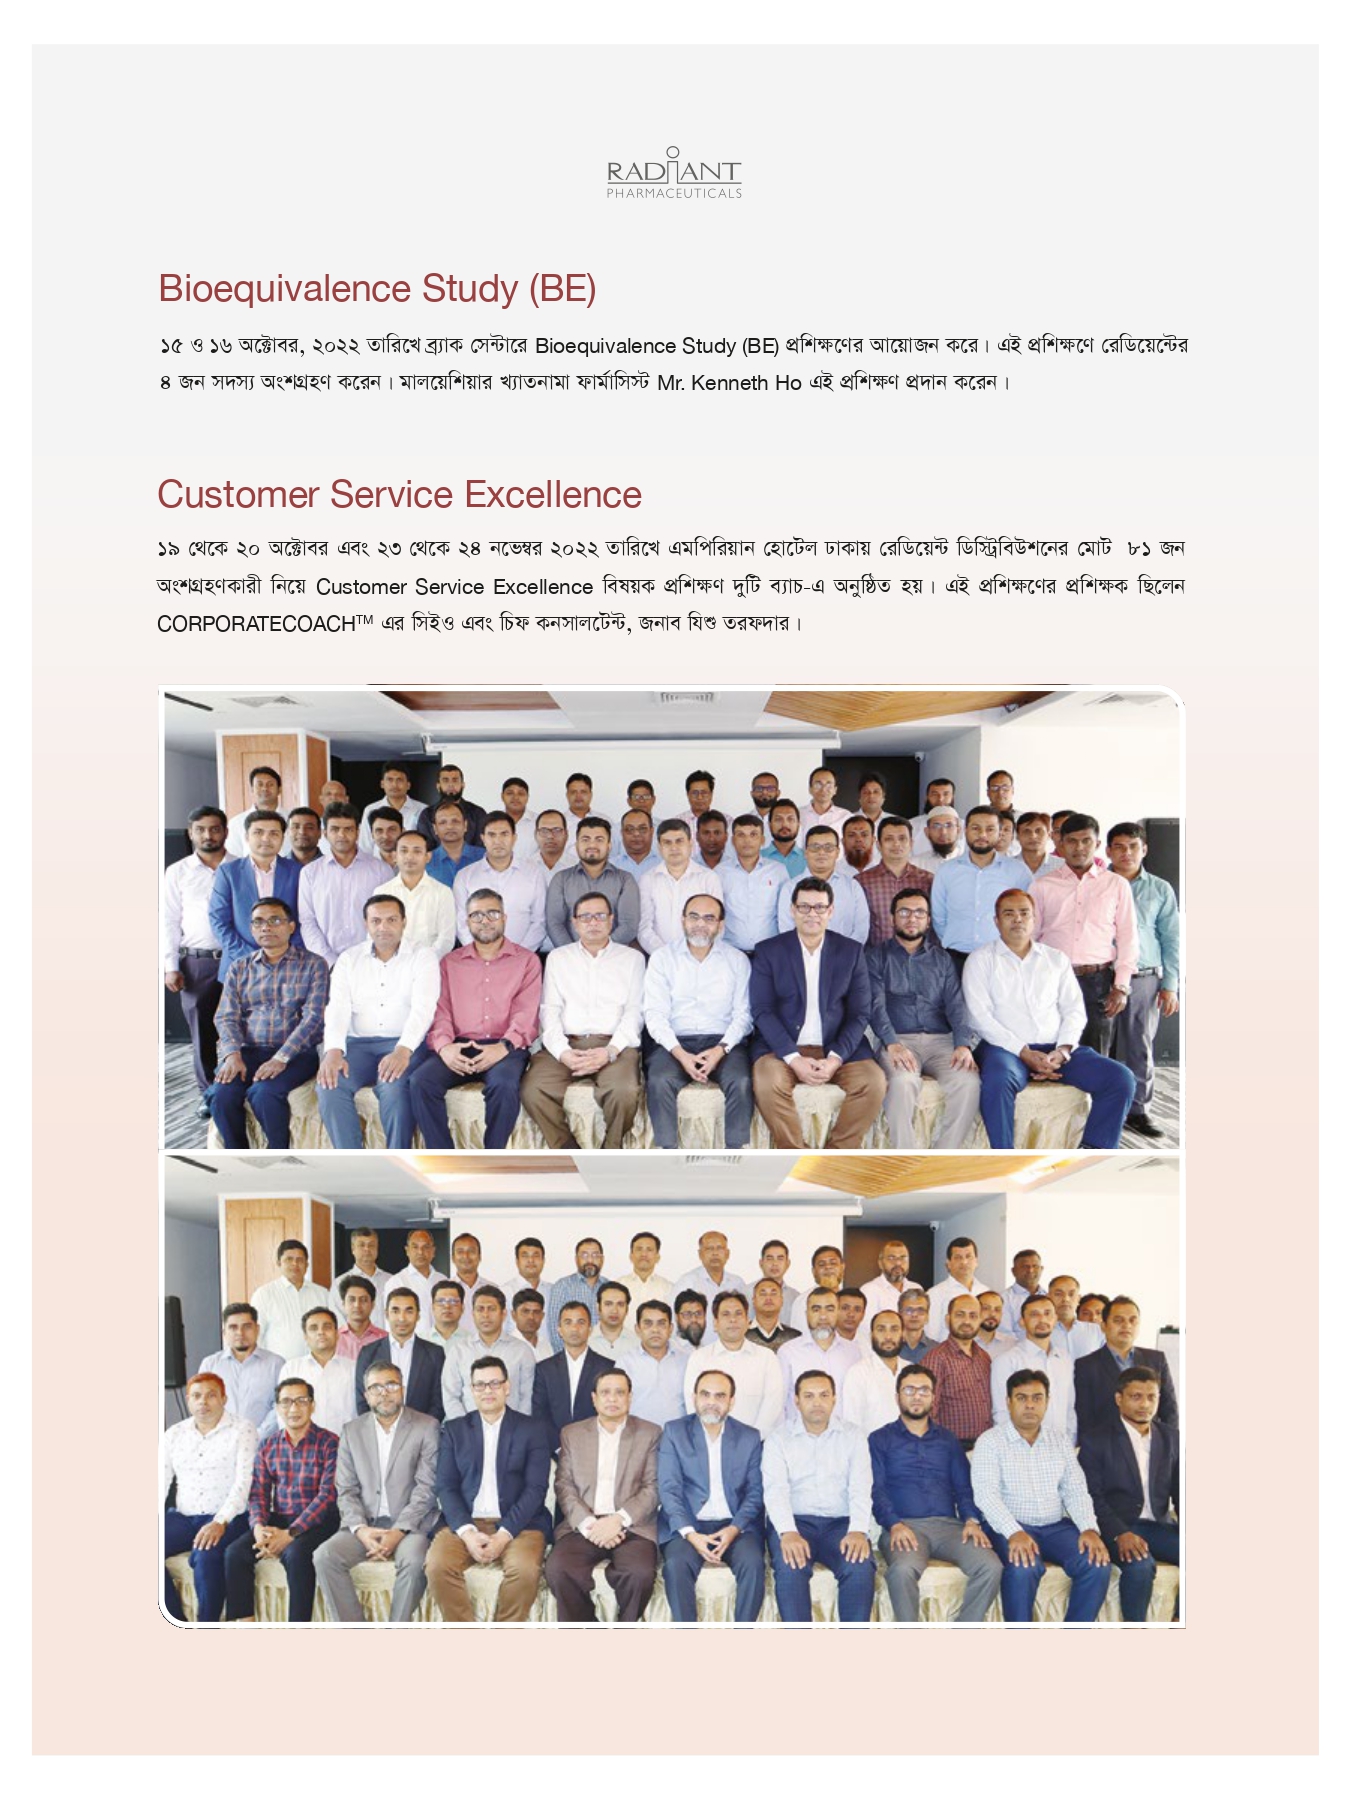 RADiANT
PHARMACEUTICALS
Bioequivalence Study (BE)
১৫ ও ১৬ অক্টোবর, ২০২২ তারিখে ব্র্যাক সেন্টারে Bioequivalence Study (BE) প্রশিক্ষণের আয়োজন করে। এই প্রশিক্ষণে রেডিয়েন্টের
৪ জন সদস্য অংশগ্রহণ করেন। মালয়েশিয়ার খ্যাতনামা ফার্মাসিস্ট Mr. Kenneth Ho এই প্রশিক্ষণ প্রদান করেন।
Customer Service Excellence
১৯ থেকে ২০ অক্টোবর এবং ২৩ থেকে ২৪ নভেম্বর ২০২২ তারিখে এমপিরিয়ান হোটেল ঢাকায় রেডিয়েন্ট ডিস্ট্রিবিউশনের মোট ৮১ জন
অংশগ্রহণকারী নিয়ে Customer Service Excellence বিষয়ক প্রশিক্ষণ দুটি ব্যাচ-এ অনুষ্ঠিত হয়। এই প্রশিক্ষণের প্রশিক্ষক ছিলেন
CORPORATECOACH™ এর সিইও এবং চিফ কনসালটেন্ট, জনাব যিশু তরফদার।